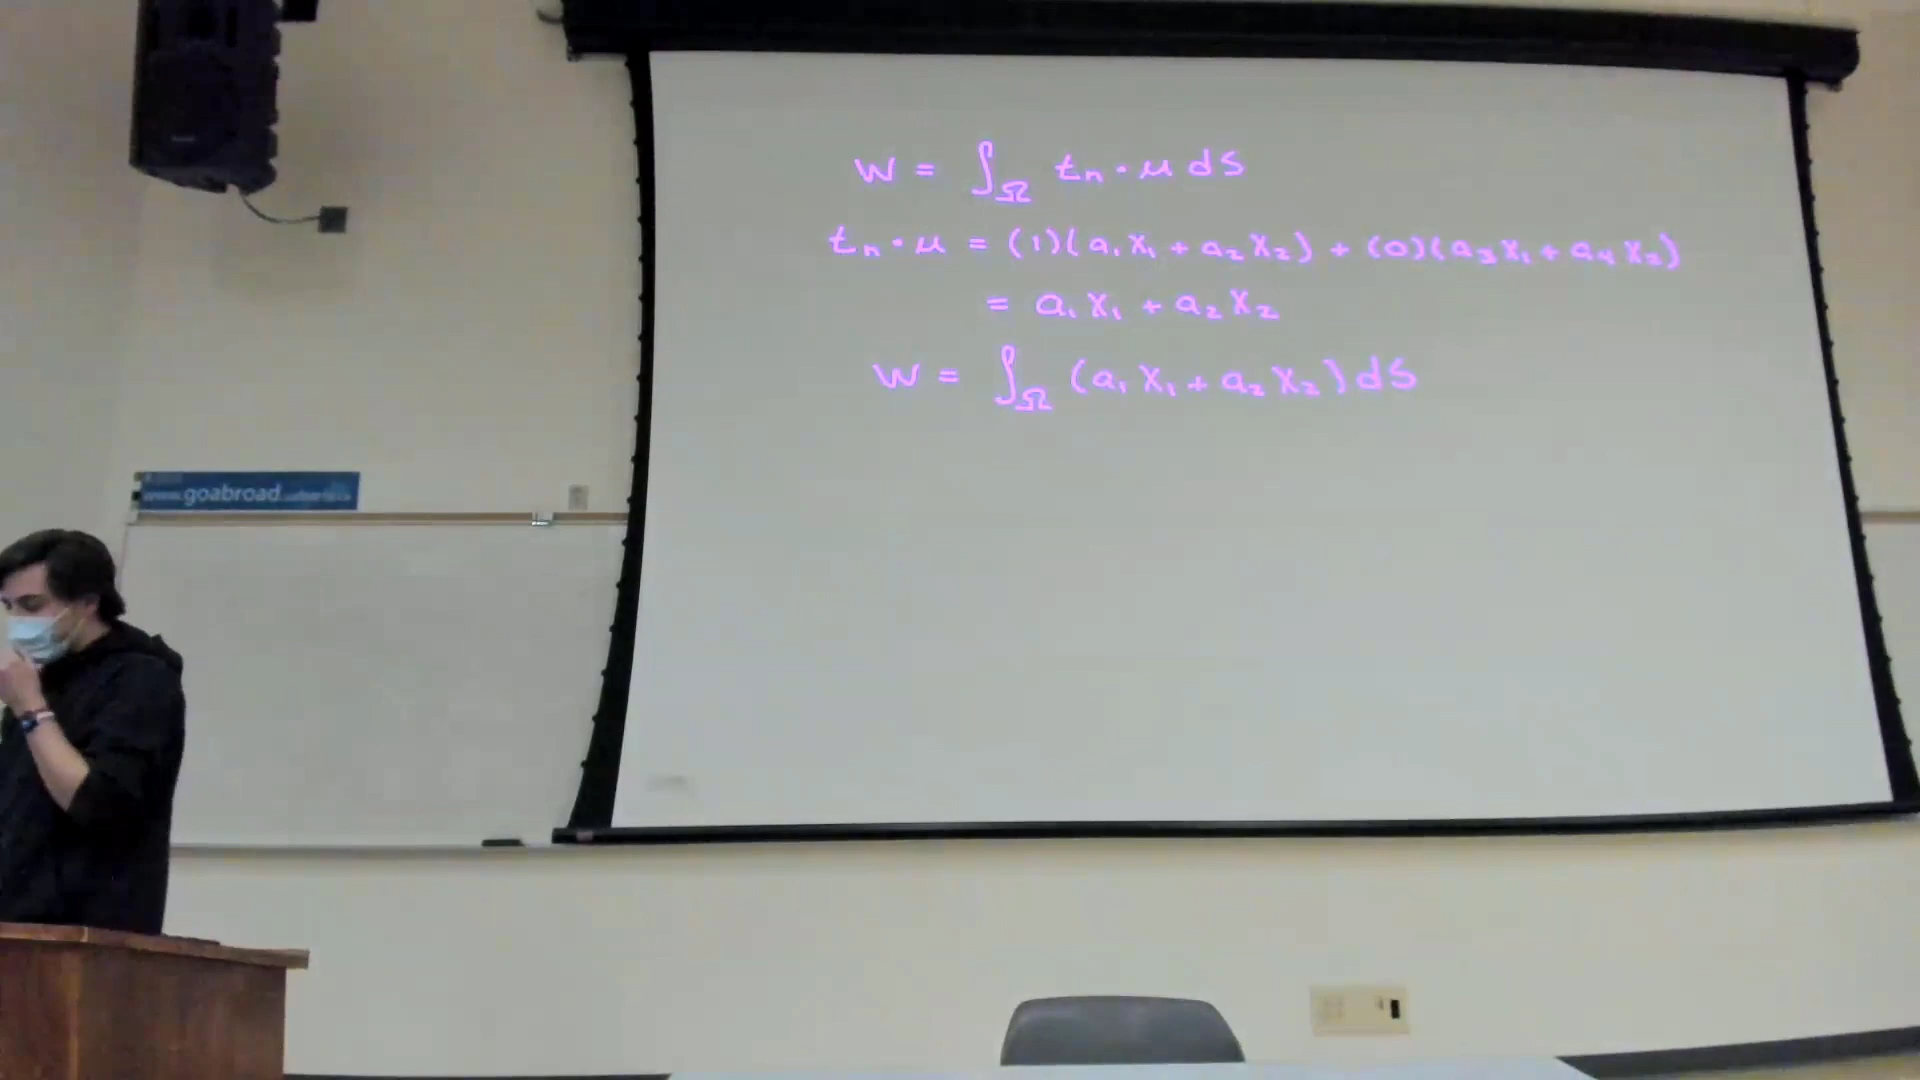 W = ∫_Ω t_n · u dS
t_n · u = (1)(a₁X₁ + a₂X₂) + (0)(a₃X₁ + a₄X₂)
= a₁X₁ + a₂X₂
W = ∫_Ω (a₁X₁ + a₂X₂) dS
www.goabroad.